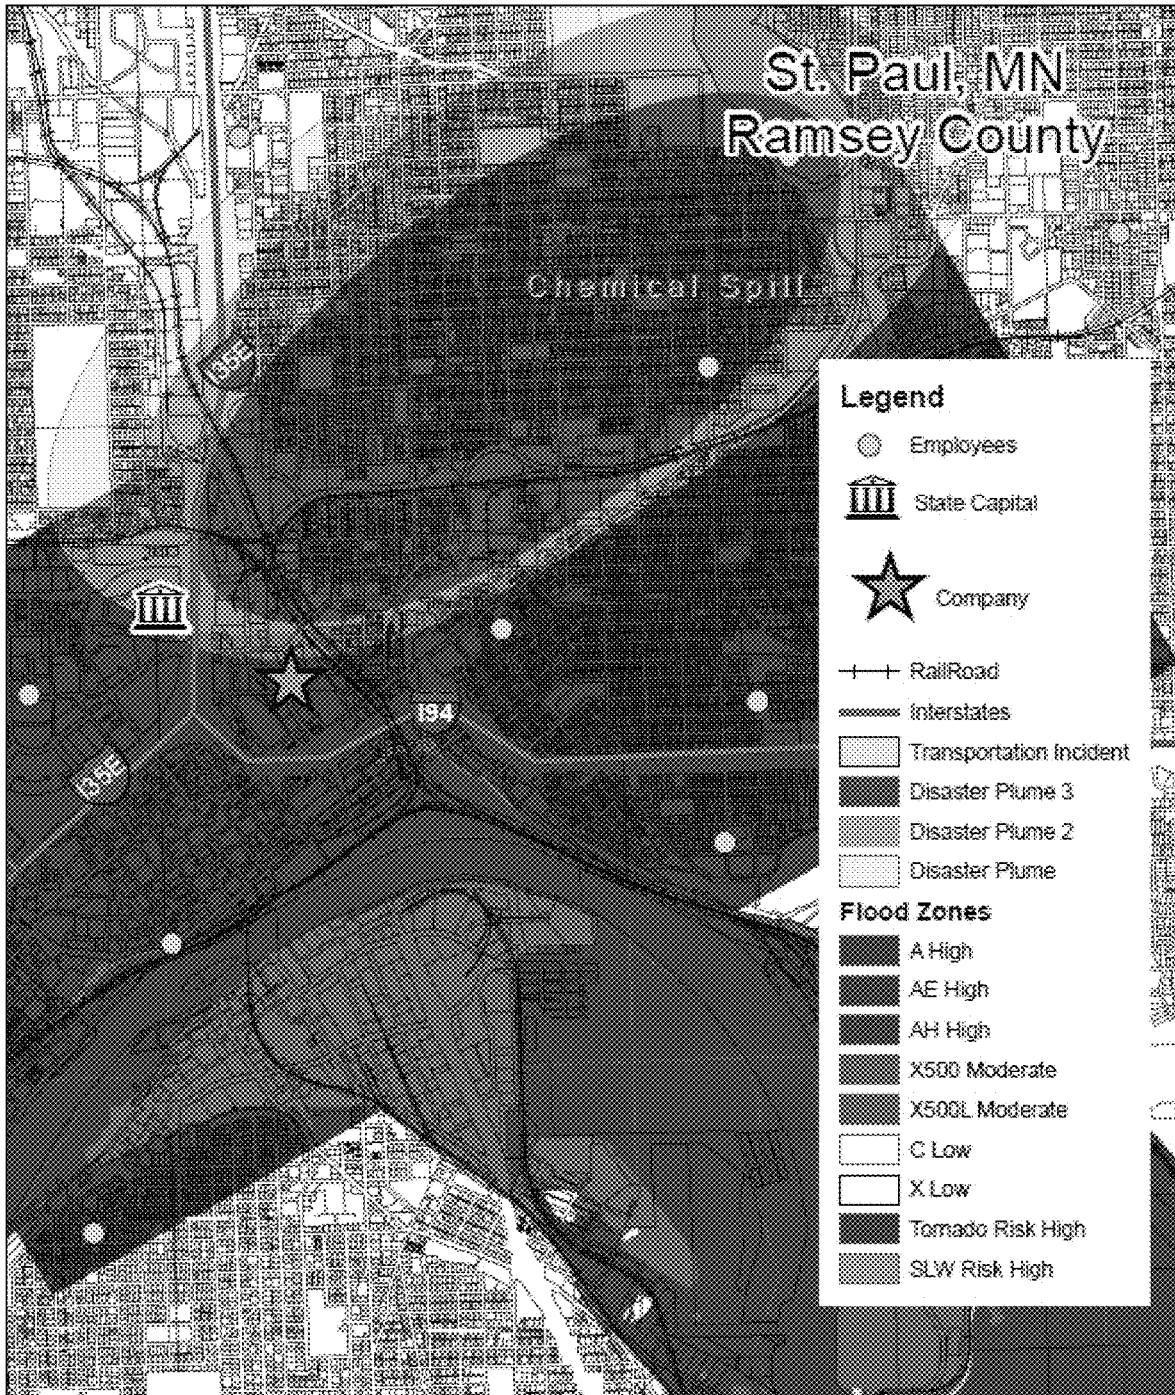 St. Paul, MN
Ramsey County
Chemical Spill
I35E
I94
I35E
Legend
Employees
State Capital
Company
RailRoad
Interstates
Transportation Incident
Disaster Plume 3
Disaster Plume 2
Disaster Plume
Flood Zones
A High
AE High
AH High
X500 Moderate
X500L Moderate
C Low
X Low
Tornado Risk High
SLW Risk High